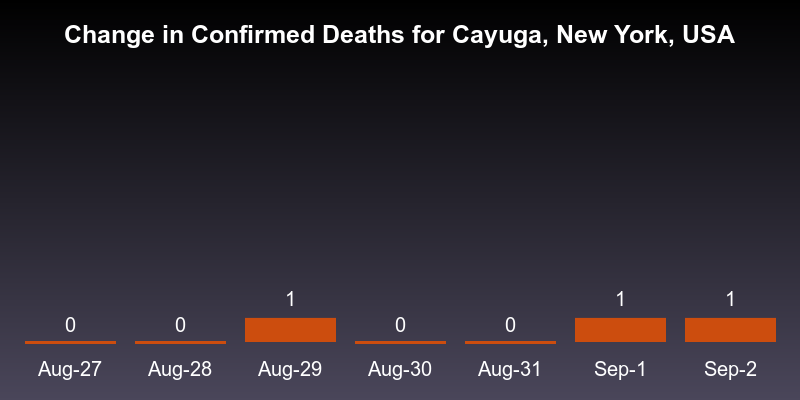 Change in Confirmed Deaths for Cayuga, New York, USA
0 0 1 0 0 1 1
Aug-27 Aug-28 Aug-29 Aug-30 Aug-31 Sep-1 Sep-2